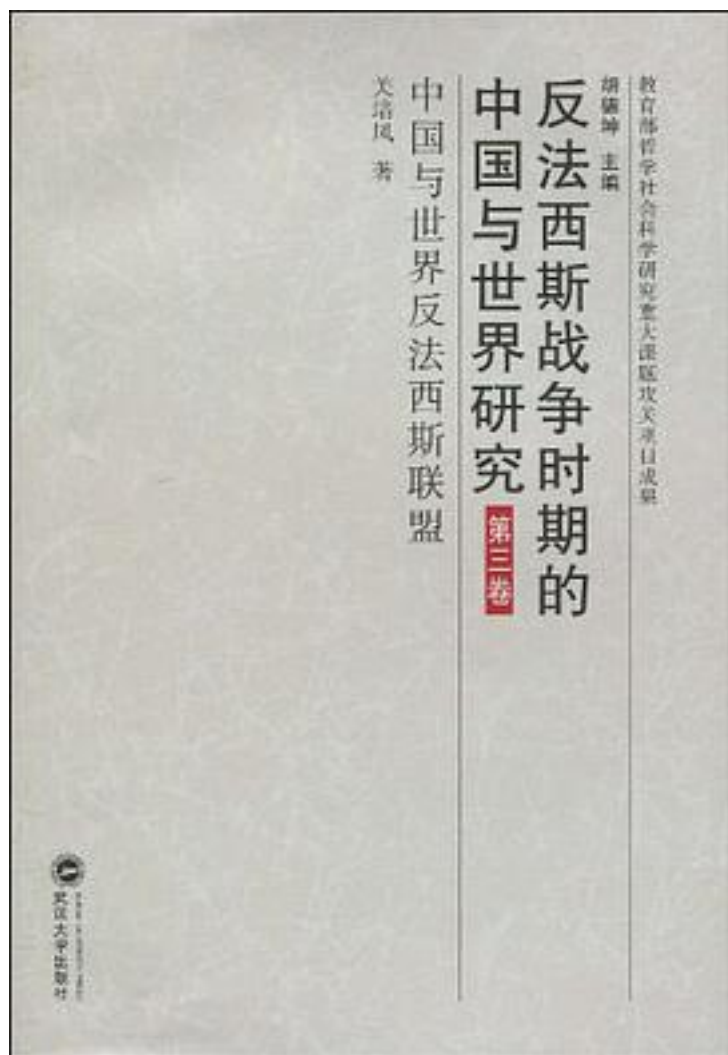 教育部哲学社会科学研究重大课题攻关项目成果
胡德坤 主编
反法西斯战争时期的
中国与世界研究 第三卷
中国与世界反法西斯联盟
关培凤 著
武汉大学出版社